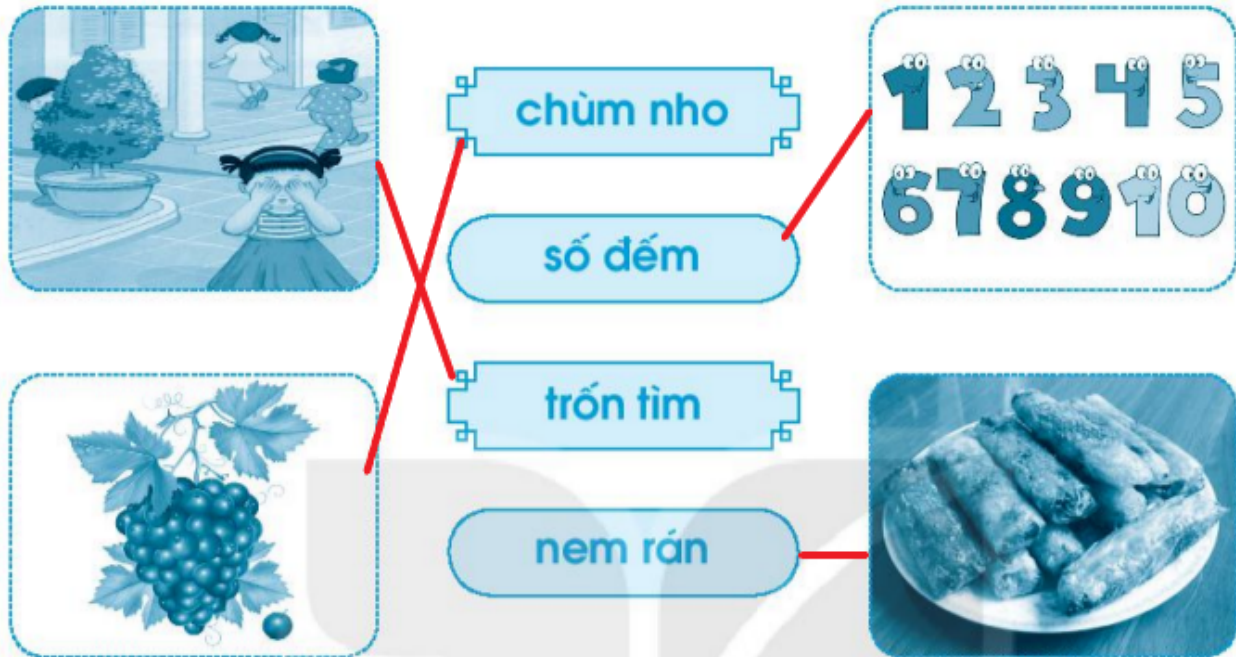 chùm nho
1 2 3 4 5
số đếm
6 7 8 9 10
trốn tìm
nem rán